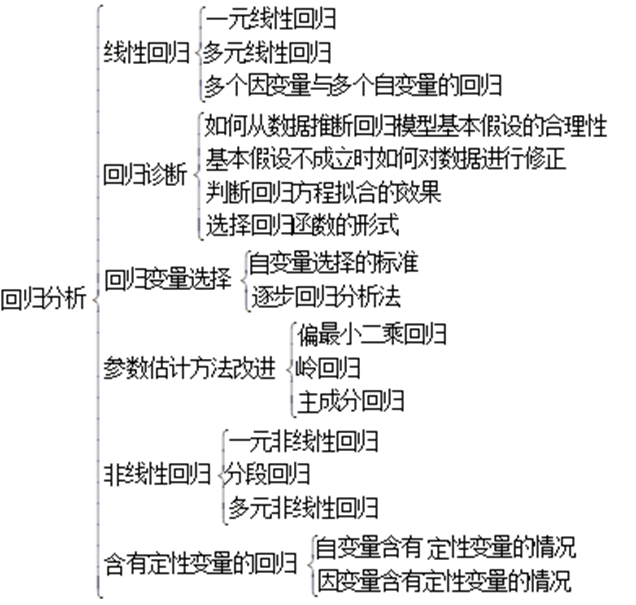 回归分析
线性回归
一元线性回归
多元线性回归
多个因变量与多个自变量的回归
回归诊断
如何从数据推断回归模型基本假设的合理性
基本假设不成立时如何对数据进行修正
判断回归方程拟合的效果
选择回归函数的形式
回归变量选择
自变量选择的标准
逐步回归分析法
参数估计方法改进
偏最小二乘回归
岭回归
主成分回归
非线性回归
一元非线性回归
分段回归
多元非线性回归
含有定性变量的回归
自变量含有 定性变量的情况
因变量含有定性变量的情况